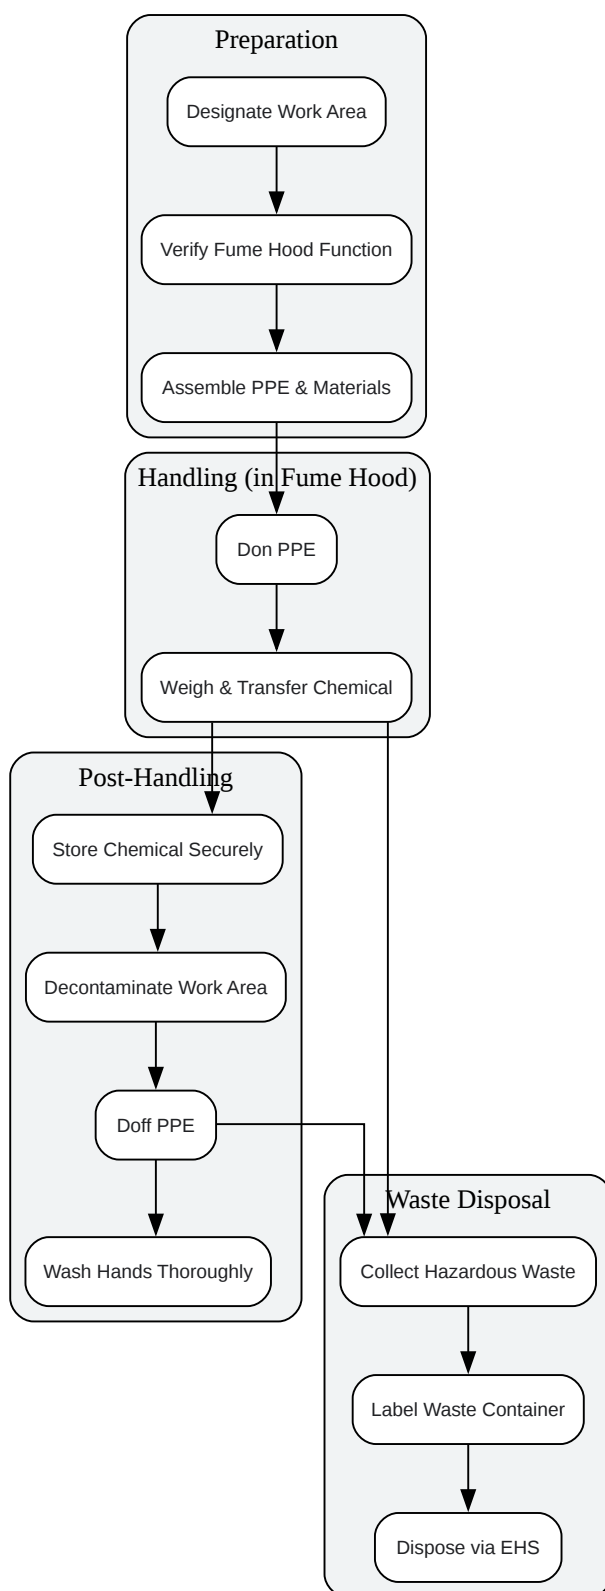 Preparation
Designate Work Area
Verify Fume Hood Function
Assemble PPE & Materials
Handling (in Fume Hood)
Don PPE
Weigh & Transfer Chemical
Post-Handling
Store Chemical Securely
Decontaminate Work Area
Doff PPE
Wash Hands Thoroughly
Waste Disposal
Collect Hazardous Waste
Label Waste Container
Dispose via EHS